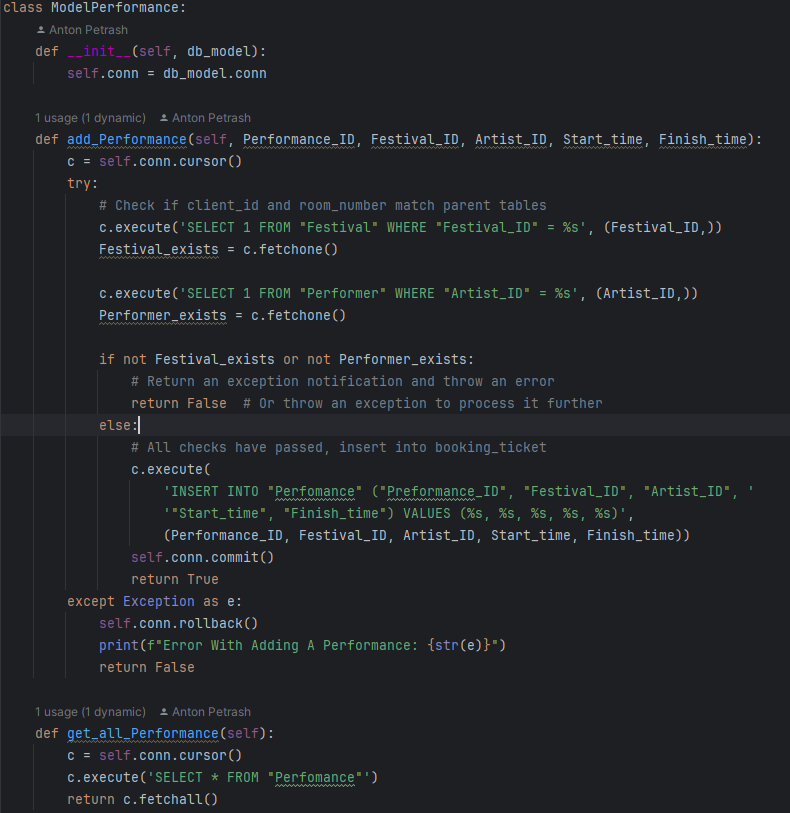 class ModelPerformance:
Anton Petrash
def __init__(self, db_model):
self.conn = db_model.conn
1 usage (1 dynamic) Anton Petrash
def add_Performance(self, Performance_ID, Festival_ID, Artist_ID, Start_time, Finish_time):
c = self.conn.cursor()
try:
# Check if client_id and room_number match parent tables
c.execute('SELECT 1 FROM "Festival" WHERE "Festival_ID" = %s', (Festival_ID,))
Festival_exists = c.fetchone()
c.execute('SELECT 1 FROM "Performer" WHERE "Artist_ID" = %s', (Artist_ID,))
Performer_exists = c.fetchone()
if not Festival_exists or not Performer_exists:
# Return an exception notification and throw an error
return False  # Or throw an exception to process it further
else:
# All checks have passed, insert into booking_ticket
c.execute(
'INSERT INTO "Perfomance" ("Preformance_ID", "Festival_ID", "Artist_ID", '
'"Start_time", "Finish_time") VALUES (%s, %s, %s, %s, %s)',
(Performance_ID, Festival_ID, Artist_ID, Start_time, Finish_time))
self.conn.commit()
return True
except Exception as e:
self.conn.rollback()
print(f"Error With Adding A Performance: {str(e)}")
return False
1 usage (1 dynamic) Anton Petrash
def get_all_Performance(self):
c = self.conn.cursor()
c.execute('SELECT * FROM "Perfomance"')
return c.fetchall()